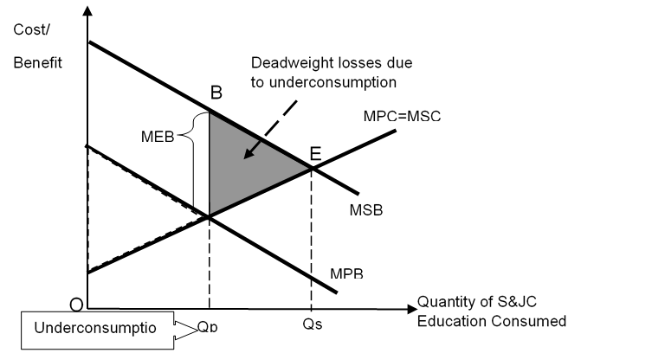 Cost/
Benefit
Deadweight losses due
to underconsumption
B
MPC=MSC
MEB
E
MSB
MPB
O
Quantity of S&JC
Education Consumed
Underconsumptio
Qp
Qs